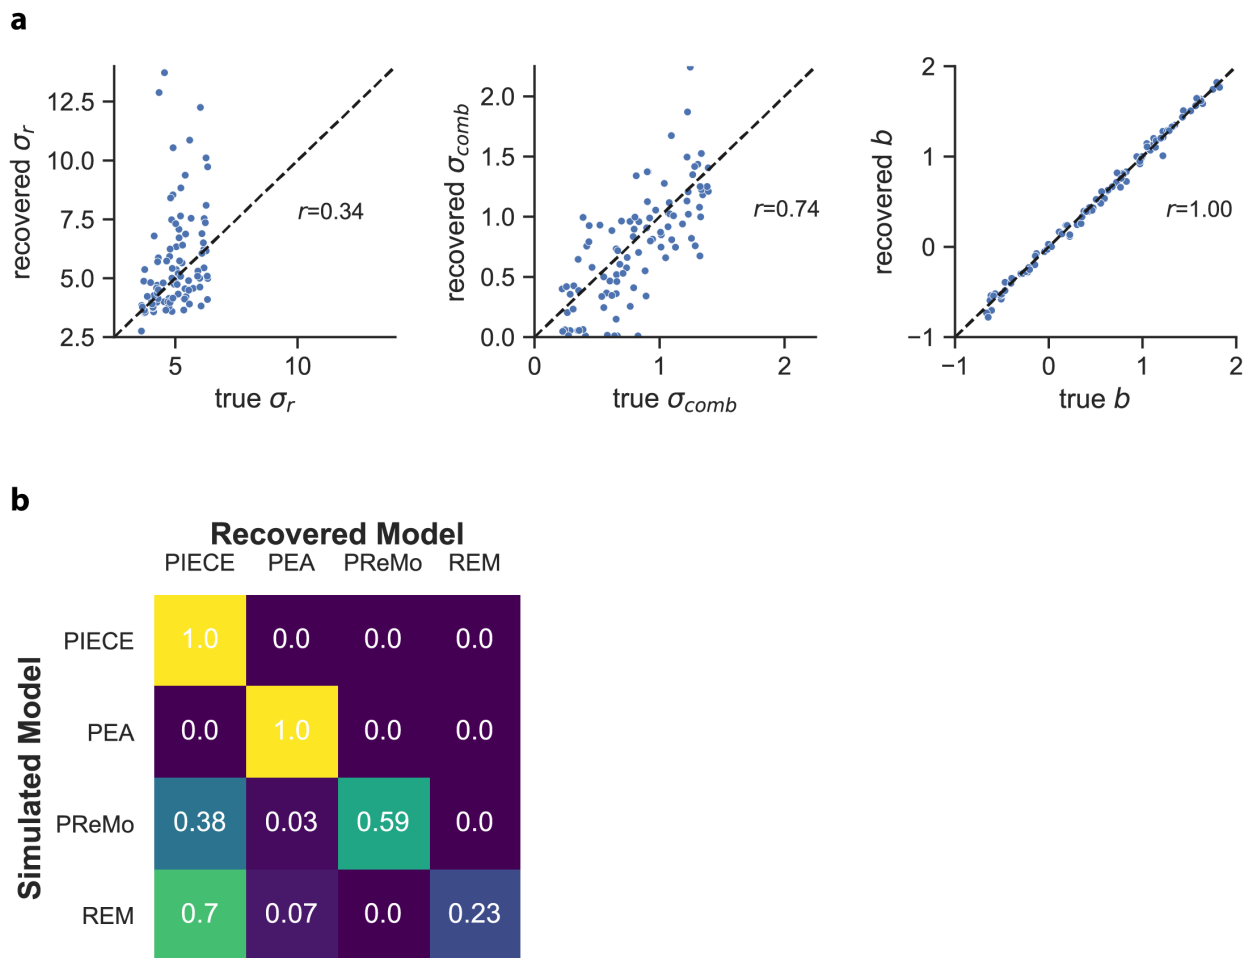 a
recovered σr
12.5
10.0
7.5
5.0
2.5
5
10
true σr
r=0.34
recovered σcomb
2.0
1.5
1.0
0.5
0.0
0
1
2
true σcomb
r=0.74
recovered b
2
1
0
−1
−1
0
1
2
true b
r=1.00
b
Recovered Model
PIECE PEA PReMo REM
Simulated Model
PIECE 1.0 0.0 0.0 0.0
PEA 0.0 1.0 0.0 0.0
PReMo 0.38 0.03 0.59 0.0
REM 0.7 0.07 0.0 0.23